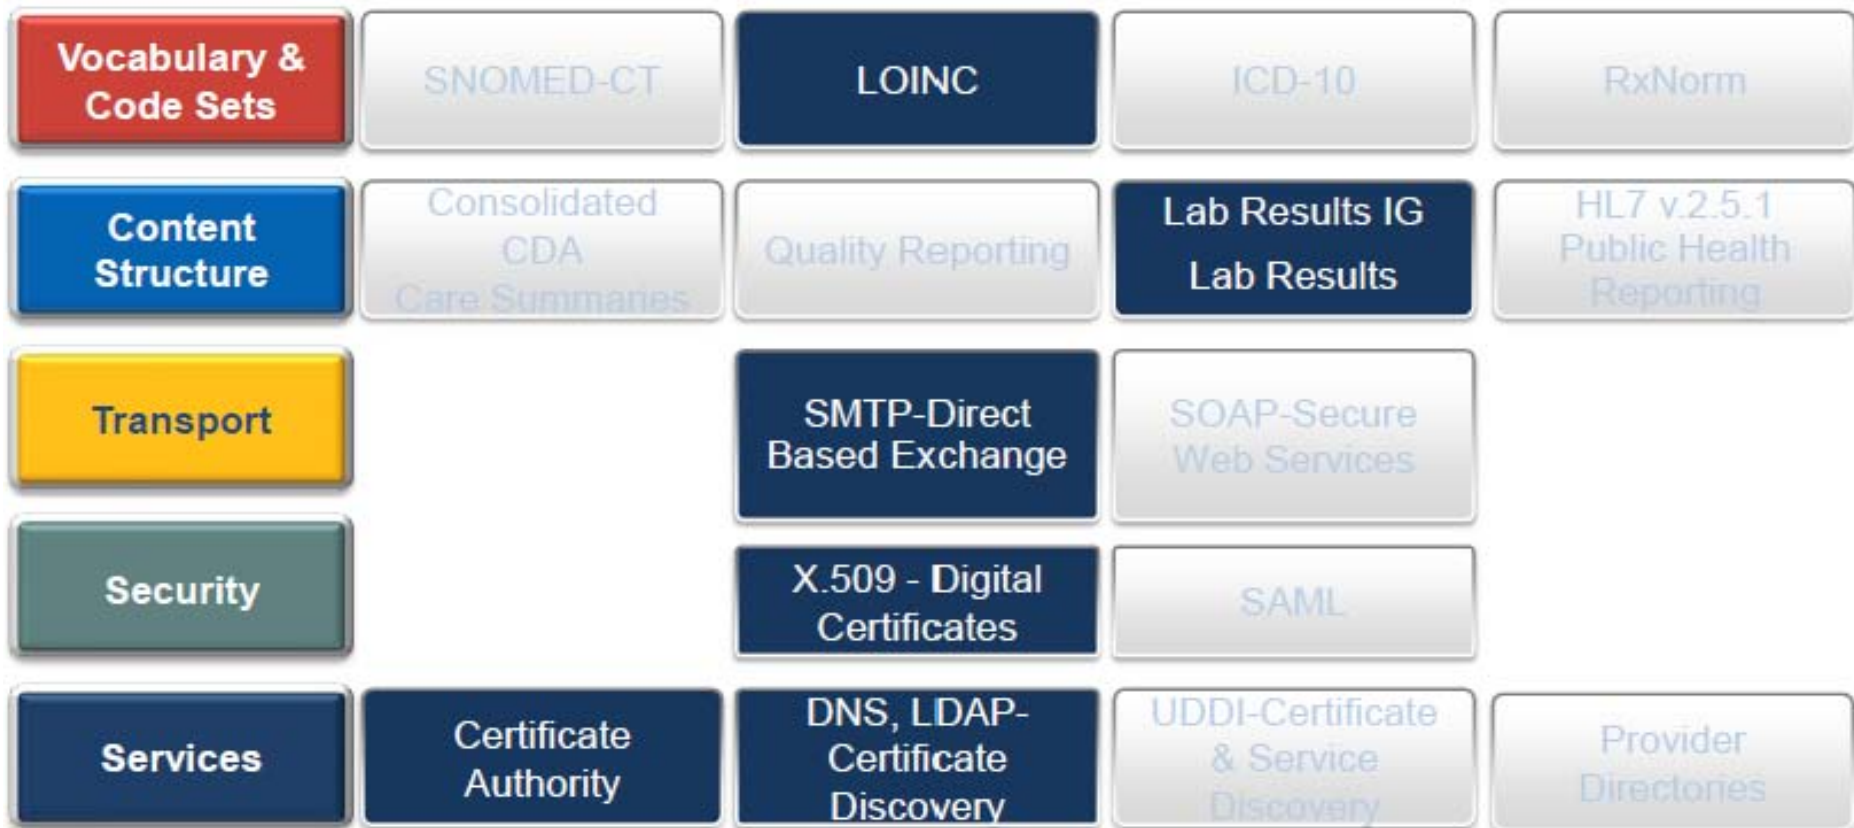 Vocabulary &
Code Sets
SNOMED-CT
LOINC
ICD-10
RxNorm
Content
Structure
Consolidated
CDA
Care Summaries
Quality Reporting
Lab Results IG
Lab Results
HL7 v.2.5.1
Public Health
Reporting
Transport
SMTP-Direct
Based Exchange
SOAP-Secure
Web Services
Security
X.509 - Digital
Certificates
SAML
Services
Certificate
Authority
DNS, LDAP-
Certificate
Discovery
UDDI-Certificate
& Service
Discovery
Provider
Directories